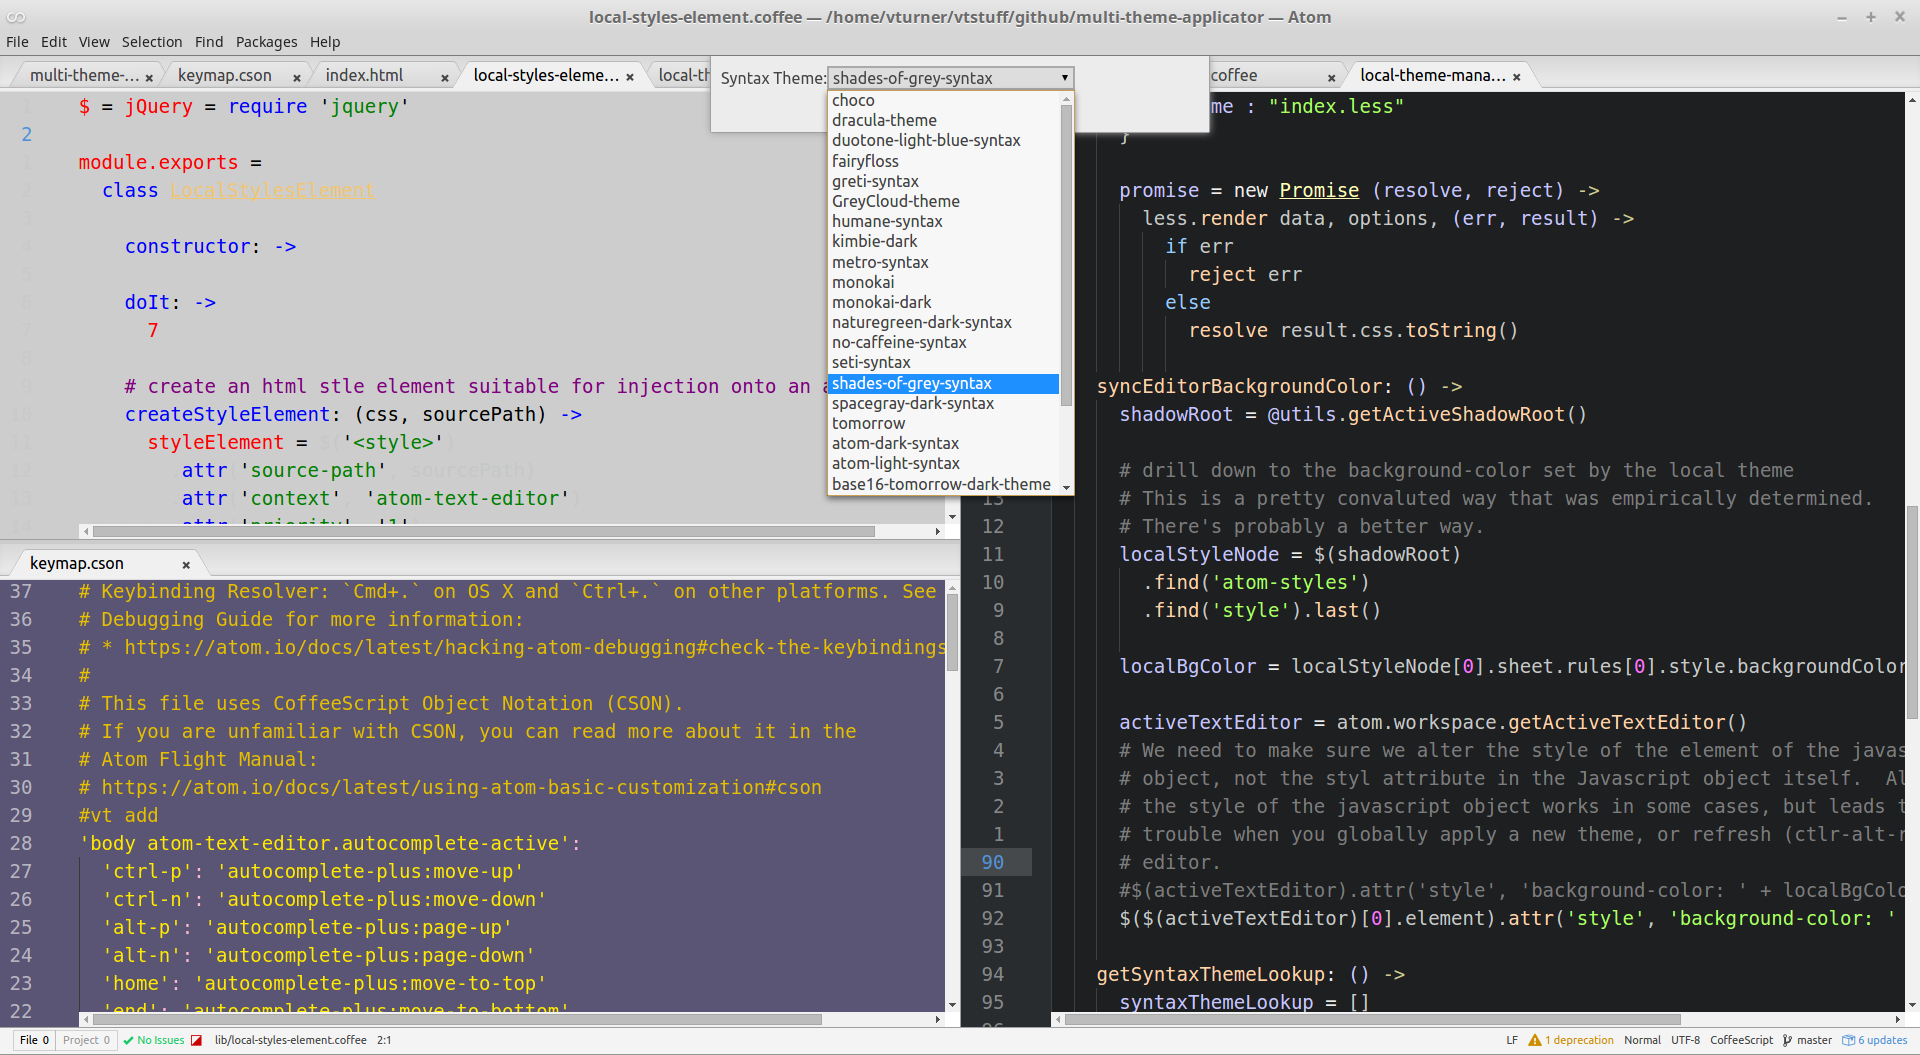 local-styles-element.coffee — /home/vturner/vtstuff/github/multi-theme-applicator — Atom
File Edit View Selection Find Packages Help
multi-theme-... × keymap.cson × index.html × local-styles-eleme... × local-th
Syntax Theme: shades-of-grey-syntax
coffee × local-theme-mana... ×
choco
dracula-theme
duotone-light-blue-syntax
fairyfloss
greti-syntax
GreyCloud-theme
humane-syntax
kimbie-dark
metro-syntax
monokai
monokai-dark
naturegreen-dark-syntax
no-caffeine-syntax
seti-syntax
shades-of-grey-syntax
spacegray-dark-syntax
tomorrow
atom-dark-syntax
atom-light-syntax
base16-tomorrow-dark-theme
$ = jQuery = require 'jquery'
2
module.exports =
class LocalStylesElement
constructor: ->
doIt: ->
7
# create an html stle element suitable for injection onto an a
createStyleElement: (css, sourcePath) ->
styleElement = $('<style>')
.attr 'source-path', sourcePath)
attr 'context' 'atom-text-editor')
attr 'priority' '1'
keymap.cson ×
37 # Keybinding Resolver: `Cmd+.` on OS X and `Ctrl+.` on other platforms. See
36 # Debugging Guide for more information:
35 # * https://atom.io/docs/latest/hacking-atom-debugging#check-the-keybindings
34 #
33 # This file uses CoffeeScript Object Notation (CSON).
32 # If you are unfamiliar with CSON, you can read more about it in the
31 # Atom Flight Manual:
30 # https://atom.io/docs/latest/using-atom-basic-customization#cson
29 #vt add
28 'body atom-text-editor.autocomplete-active':
27 'ctrl-p': 'autocomplete-plus:move-up'
26 'ctrl-n': 'autocomplete-plus:move-down'
25 'alt-p': 'autocomplete-plus:page-up'
24 'alt-n': 'autocomplete-plus:page-down'
23 'home': 'autocomplete-plus:move-to-top'
22 'end': 'autocomplete-plus:move-to-bottom'
me : "index.less"
}
promise = new Promise (resolve, reject) ->
less.render data, options, (err, result) ->
if err
reject err
else
resolve result.css.toString()
syncEditorBackgroundColor: () ->
shadowRoot = @utils.getActiveShadowRoot()
# drill down to the background-color set by the local theme
13 # This is a pretty convaluted way that was empirically determined.
12 # There's probably a better way.
11 localStyleNode = $(shadowRoot)
10 .find('atom-styles')
9 .find('style').last()
8
7 localBgColor = localStyleNode[0].sheet.rules[0].style.backgroundColor
6
5 activeTextEditor = atom.workspace.getActiveTextEditor()
4 # We need to make sure we alter the style of the element of the javas
3 # object, not the styl attribute in the Javascript object itself. Al
2 # the style of the javascript object works in some cases, but leads t
1 # trouble when you globally apply a new theme, or refresh (ctlr-alt-r
90 # editor.
91 #$(activeTextEditor).attr('style', 'background-color: ' + localBgColo
92 $($(activeTextEditor)[0].element).attr('style', 'background-color: '
93
94 getSyntaxThemeLookup: () ->
95 syntaxThemeLookup = []
File 0 Project 0 No Issues lib/local-styles-element.coffee 2:1
LF 1 deprecation Normal UTF-8 CoffeeScript master 6 updates